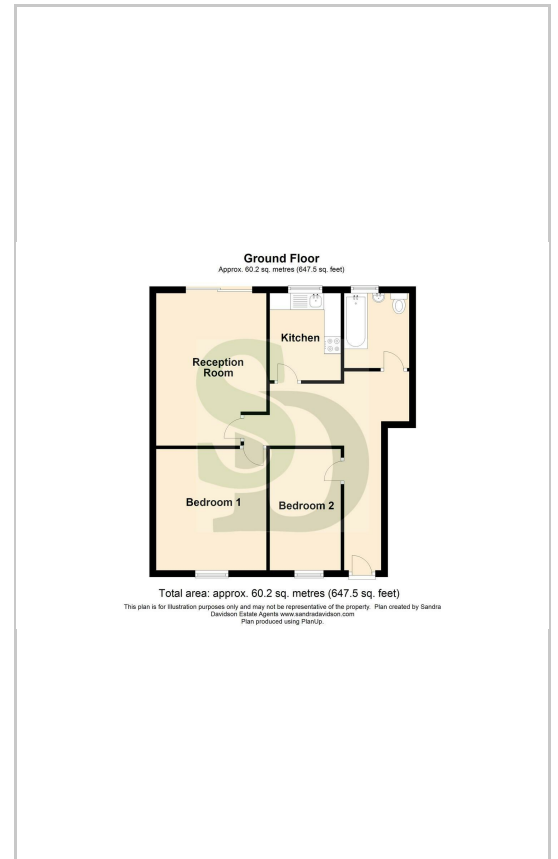 Ground Floor
Approx. 60.2 sq. metres (647.5 sq. feet)
Kitchen
Reception
Room
Bedroom 1
Bedroom 2
Total area: approx. 60.2 sq. metres (647.5 sq. feet)
This plan is for Illustration purposes only and may not be representative of the property. Plan created by Sandra
Davidson Estate Agents www.sandradavidson.com
Plan produced using PlanUp.
SD